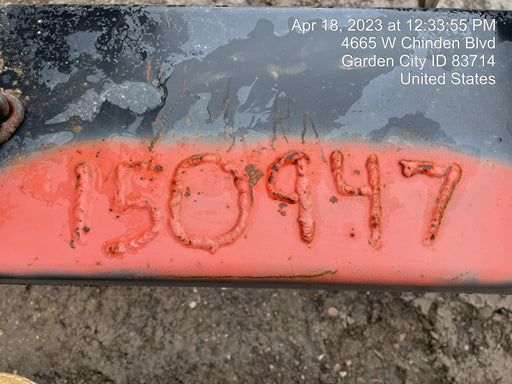 Apr 18, 2023 at 12:33:55 PM
4665 W Chinden Blvd
Garden City ID 83714
United States
150947